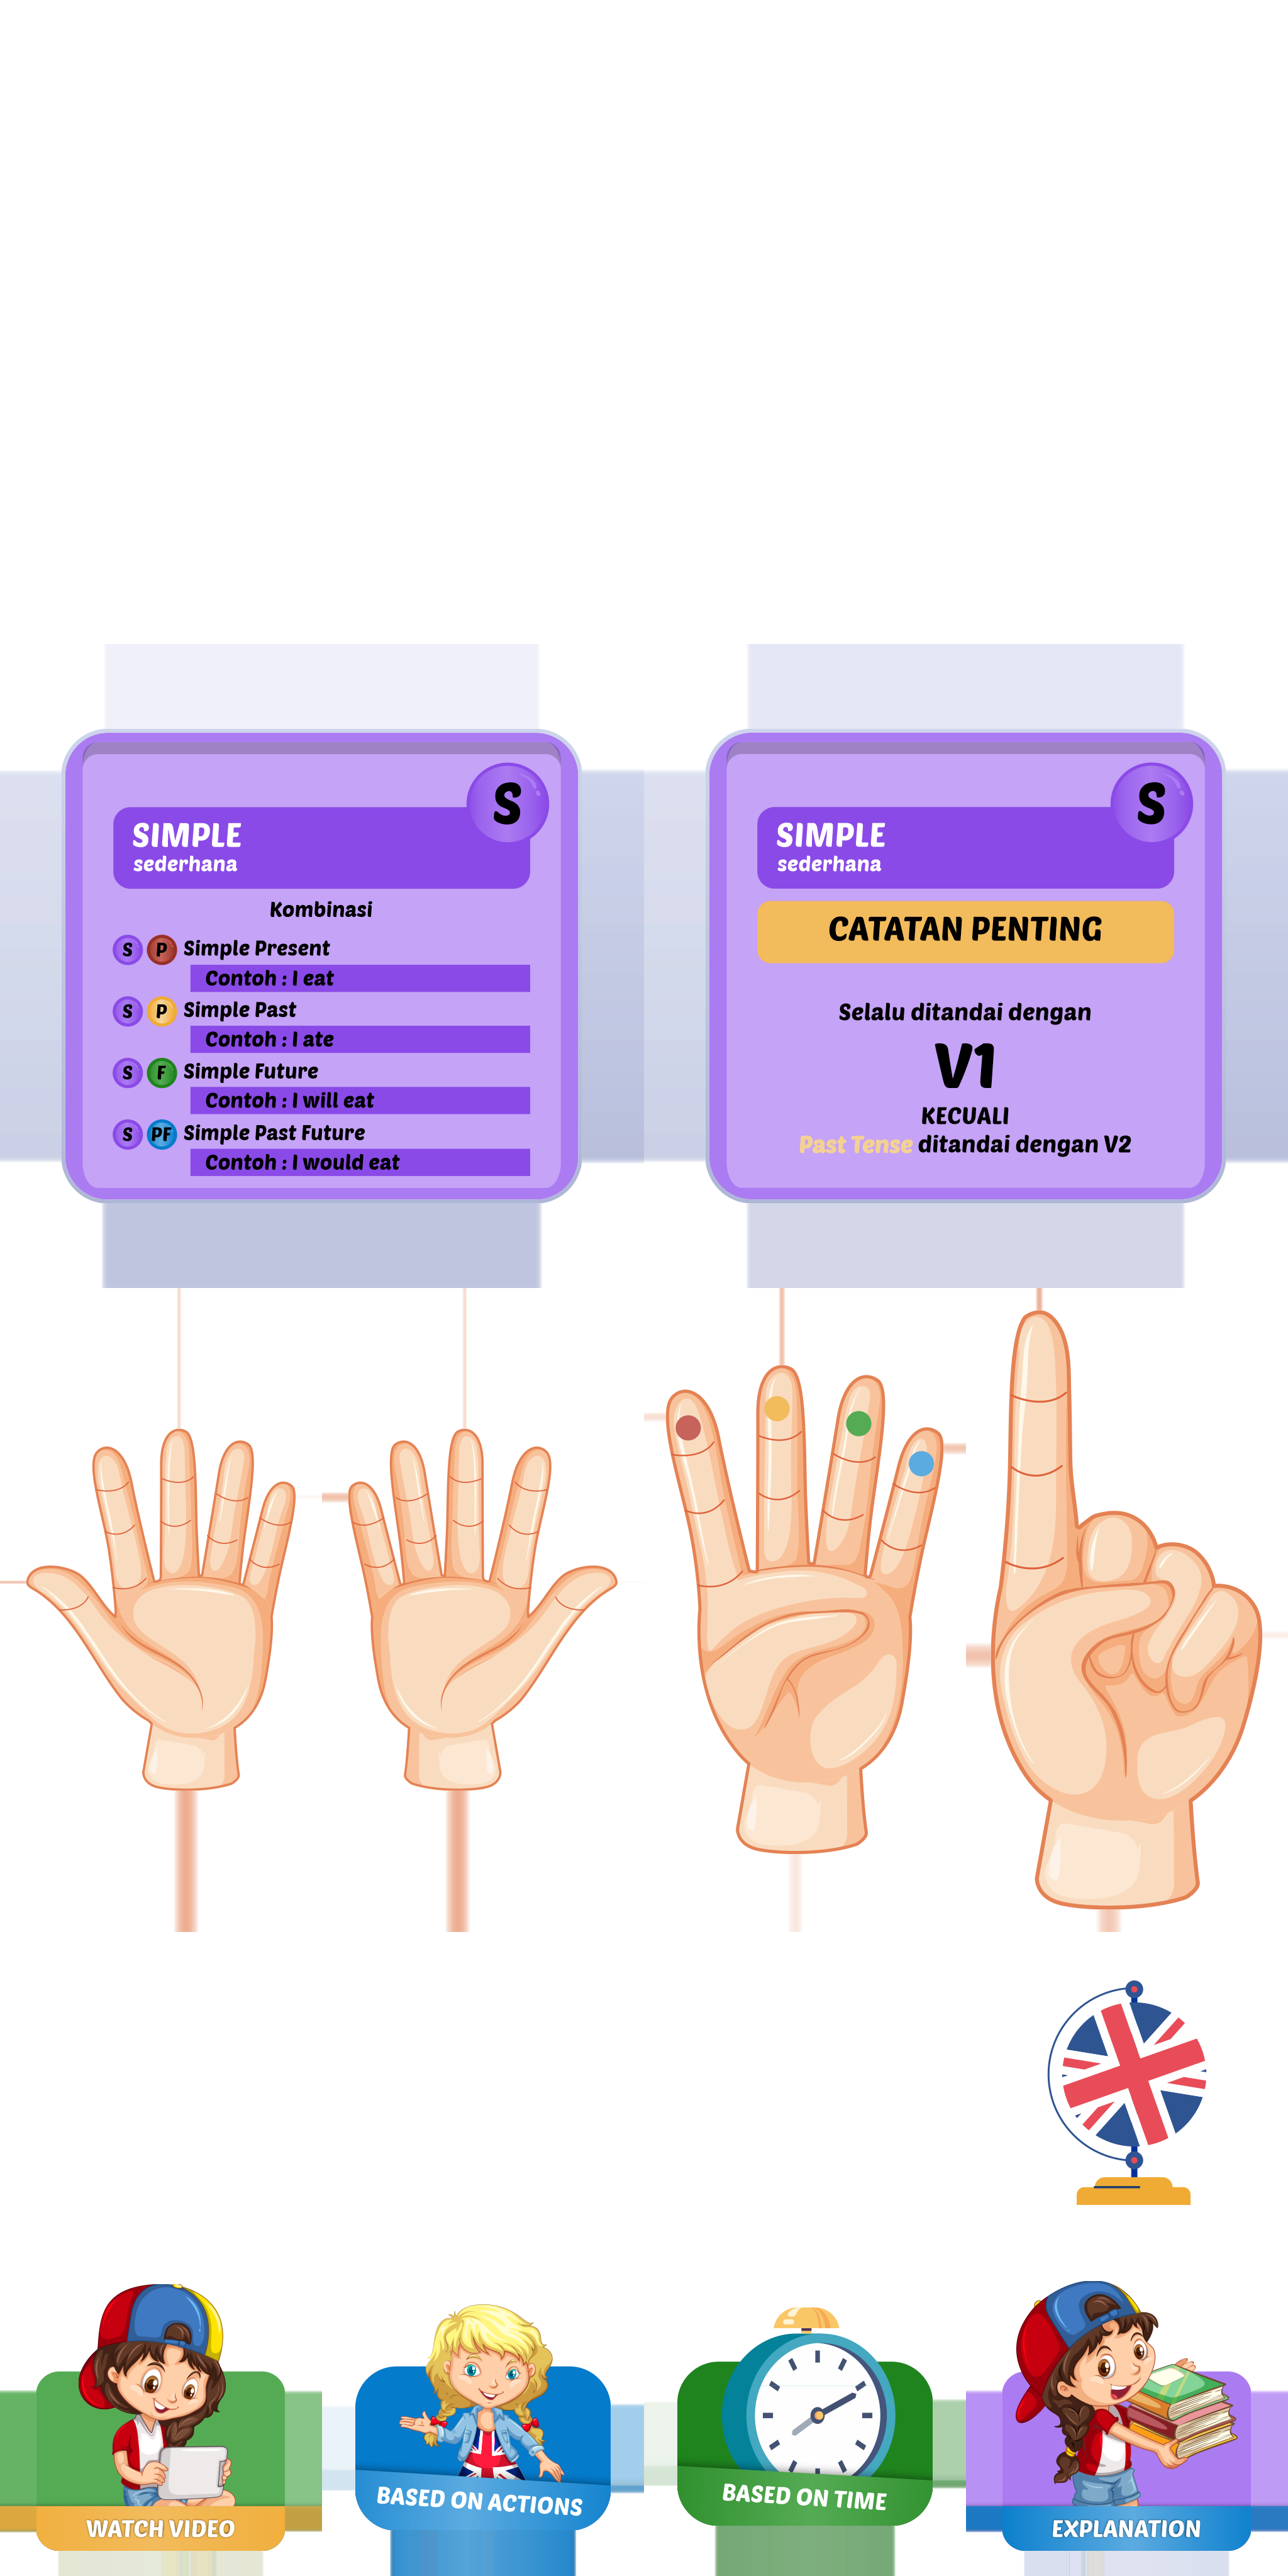 S
SIMPLE
sederhana
Kombinasi
S P Simple Present
Contoh : I eat
S P Simple Past
Contoh : I ate
S F Simple Future
Contoh : I will eat
S PF Simple Past Future
Contoh : I would eat
S
SIMPLE
sederhana
CATATAN PENTING
Selalu ditandai dengan
V1
KECUALI
Past Tense ditandai dengan V2
WATCH VIDEO
BASED ON ACTIONS
BASED ON TIME
EXPLANATION